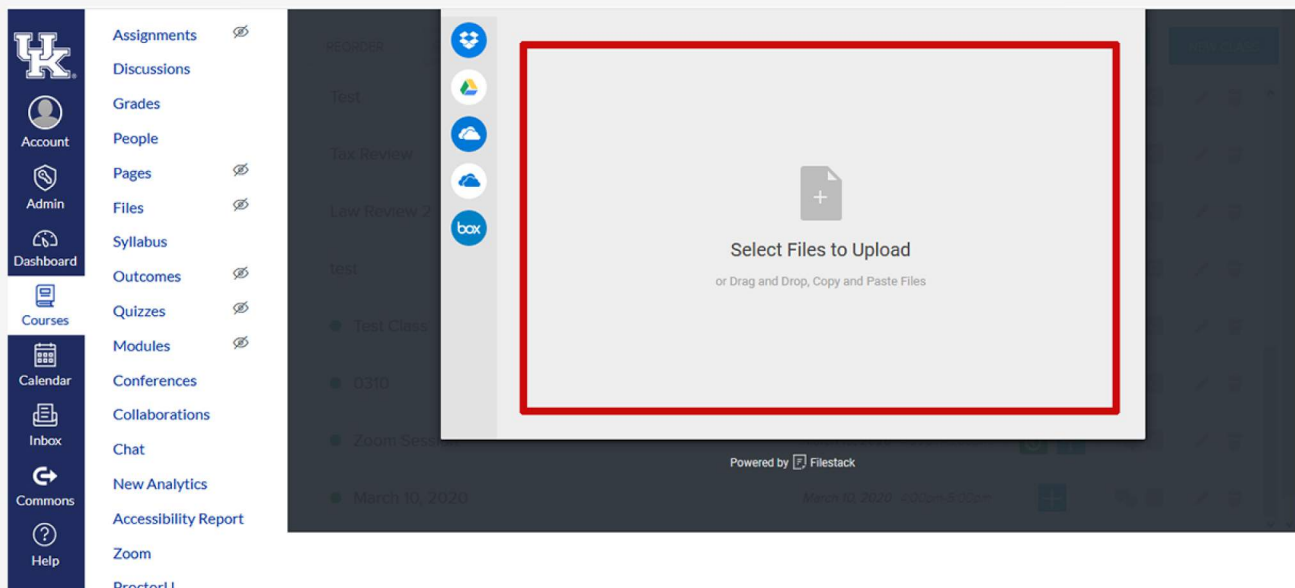 UK
Account
Admin
Dashboard
Courses
Calendar
Inbox
Commons
Help
Assignments
Discussions
Grades
People
Pages
Files
Syllabus
Outcomes
Quizzes
Modules
Conferences
Collaborations
Chat
New Analytics
Accessibility Report
Zoom
ProctorU
REORDER
Test
Tax Review
Law Review 2
test
Test Class
0310
Zoom Sess
March 10, 2020
March 10, 2020
box
Select Files to Upload
or Drag and Drop, Copy and Paste Files
Powered by Filestack